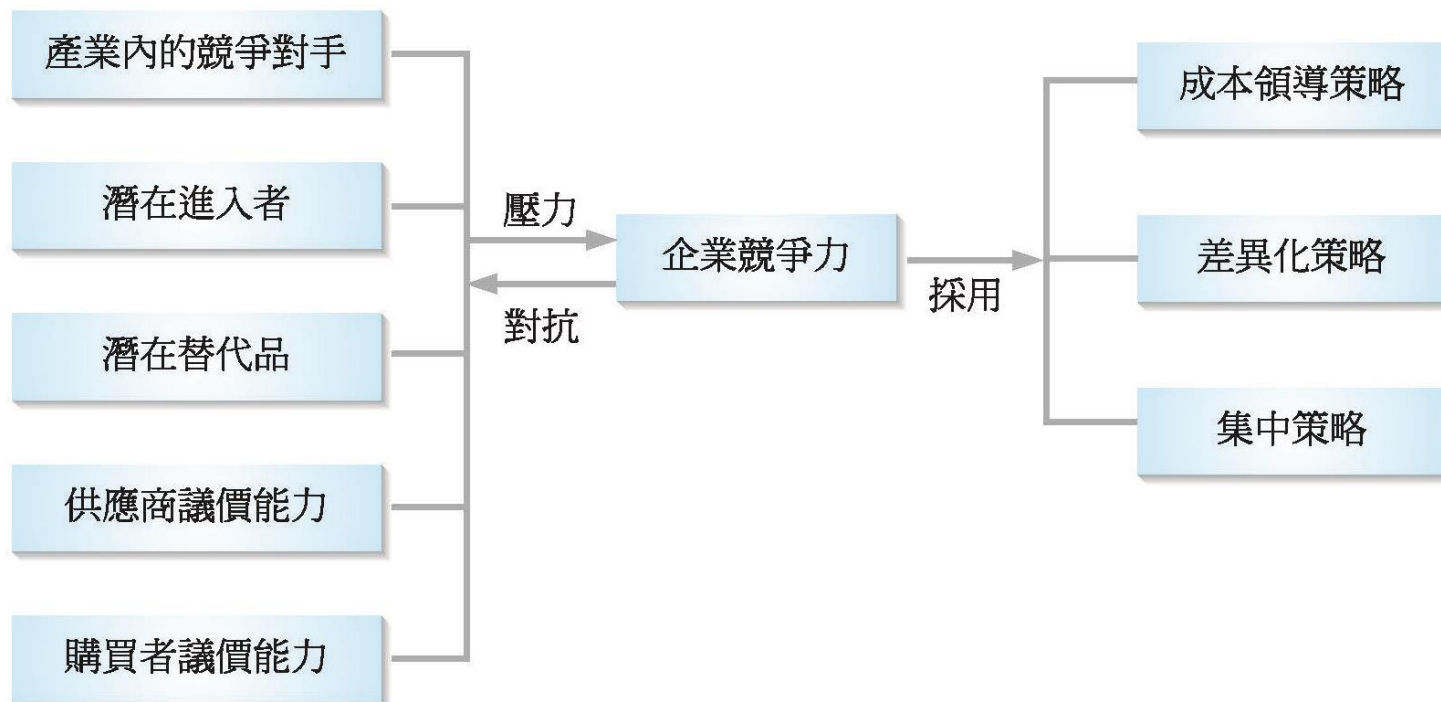 產業內的競爭對手
潛在進入者
潛在替代品
供應商議價能力
購買者議價能力
壓力
對抗
企業競爭力
採用
成本領導策略
差異化策略
集中策略